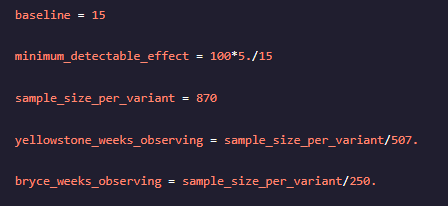 baseline = 15
minimum_detectable_effect = 100*5./15
sample_size_per_variant = 870
yellowstone_weeks_observing = sample_size_per_variant/507.
bryce_weeks_observing = sample_size_per_variant/250.